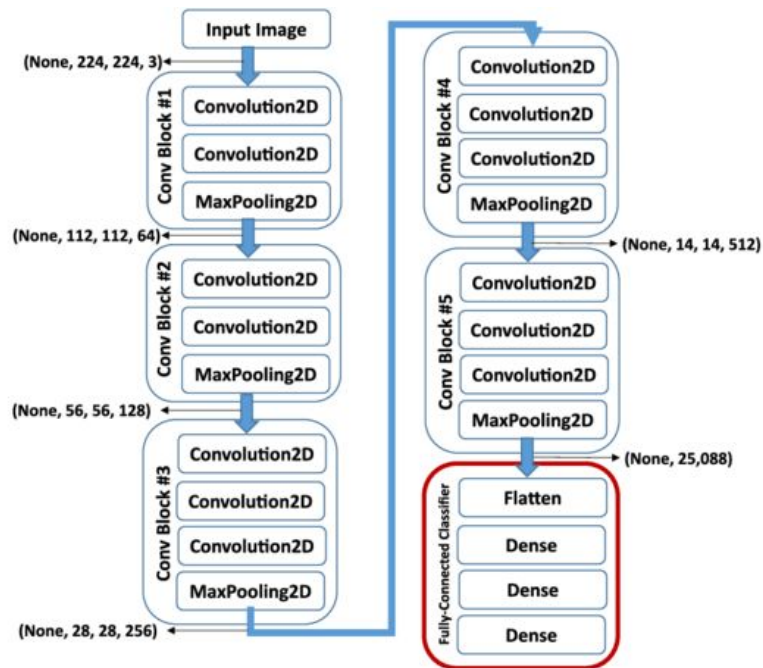 Input Image
(None, 224, 224, 3)
Conv Block #1
Convolution2D
Convolution2D
MaxPooling2D
(None, 112, 112, 64)
Conv Block #2
Convolution2D
Convolution2D
MaxPooling2D
(None, 56, 56, 128)
Conv Block #3
Convolution2D
Convolution2D
Convolution2D
MaxPooling2D
(None, 28, 28, 256)
Conv Block #4
Convolution2D
Convolution2D
Convolution2D
MaxPooling2D
(None, 14, 14, 512)
Conv Block #5
Convolution2D
Convolution2D
Convolution2D
MaxPooling2D
(None, 25,088)
Fully-Connected Classifier
Flatten
Dense
Dense
Dense